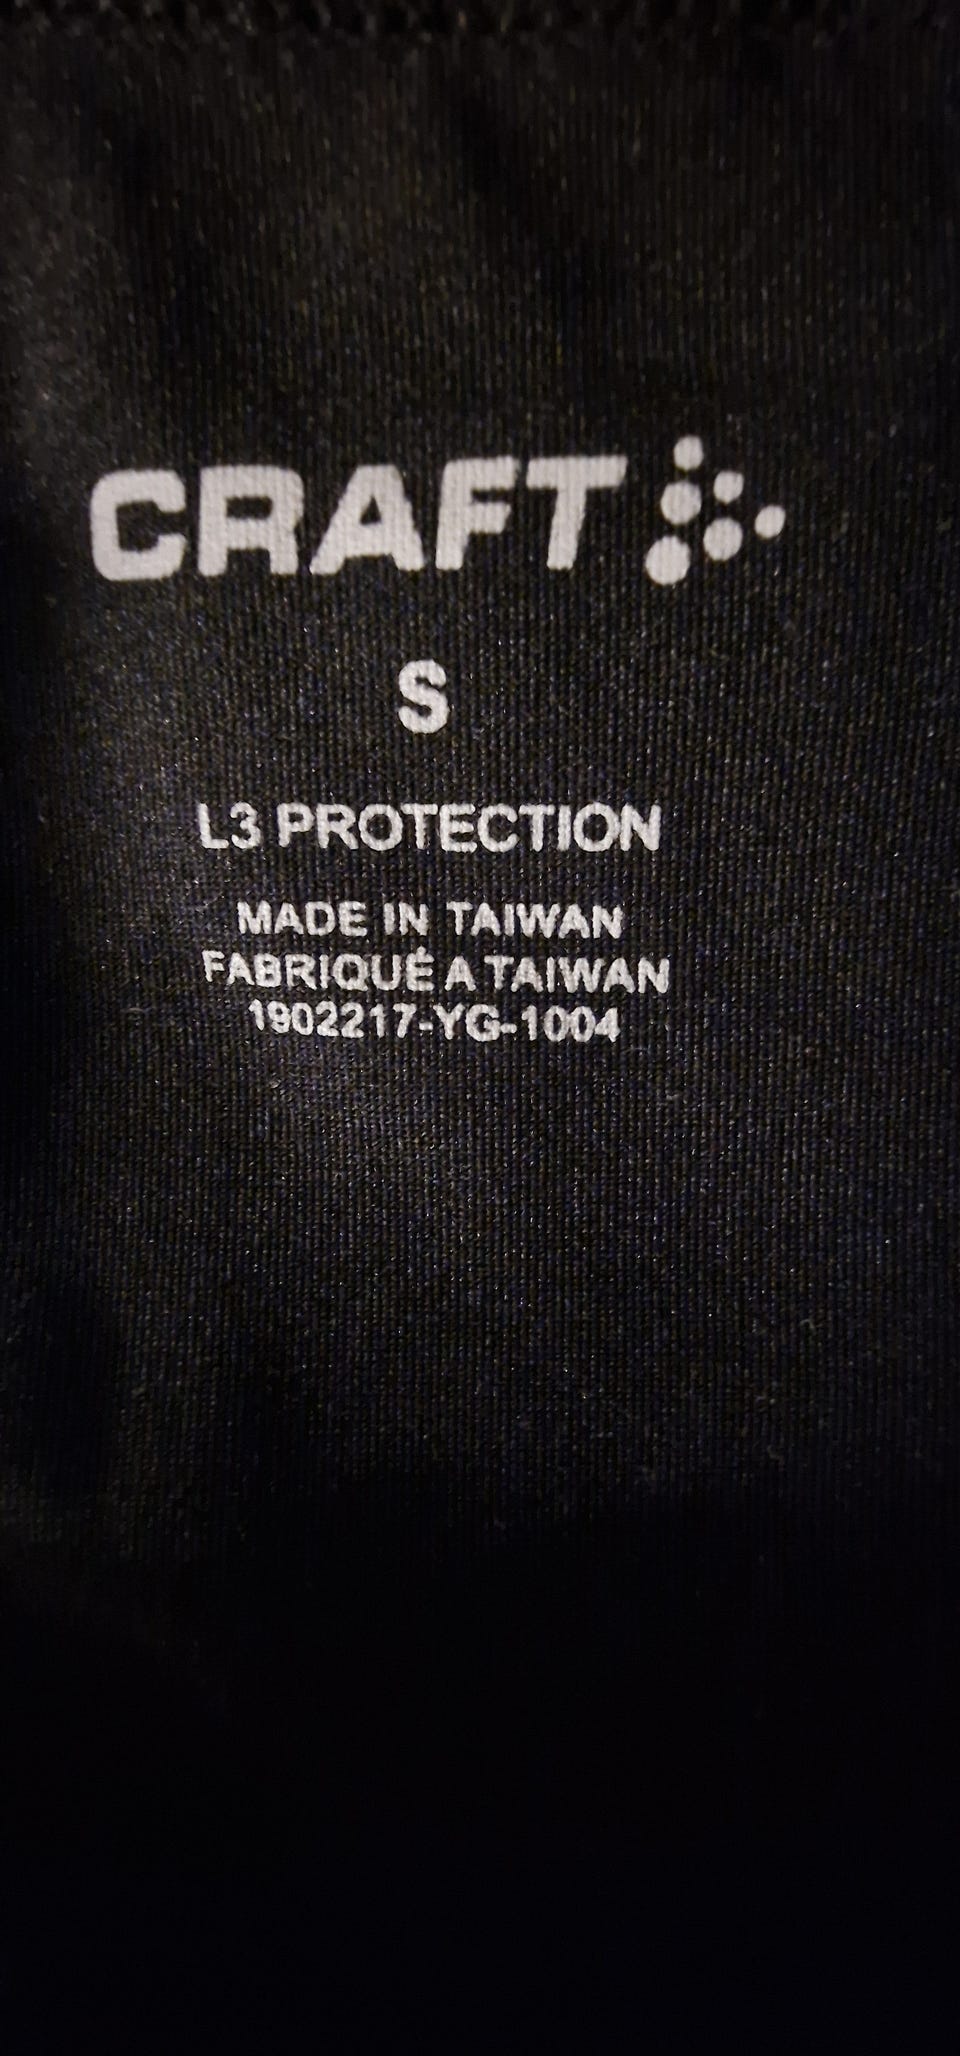 CRAFT
S
L3 PROTECTION
MADE IN TAIWAN
FABRIQUÉ A TAIWAN
1902217-YG-1004